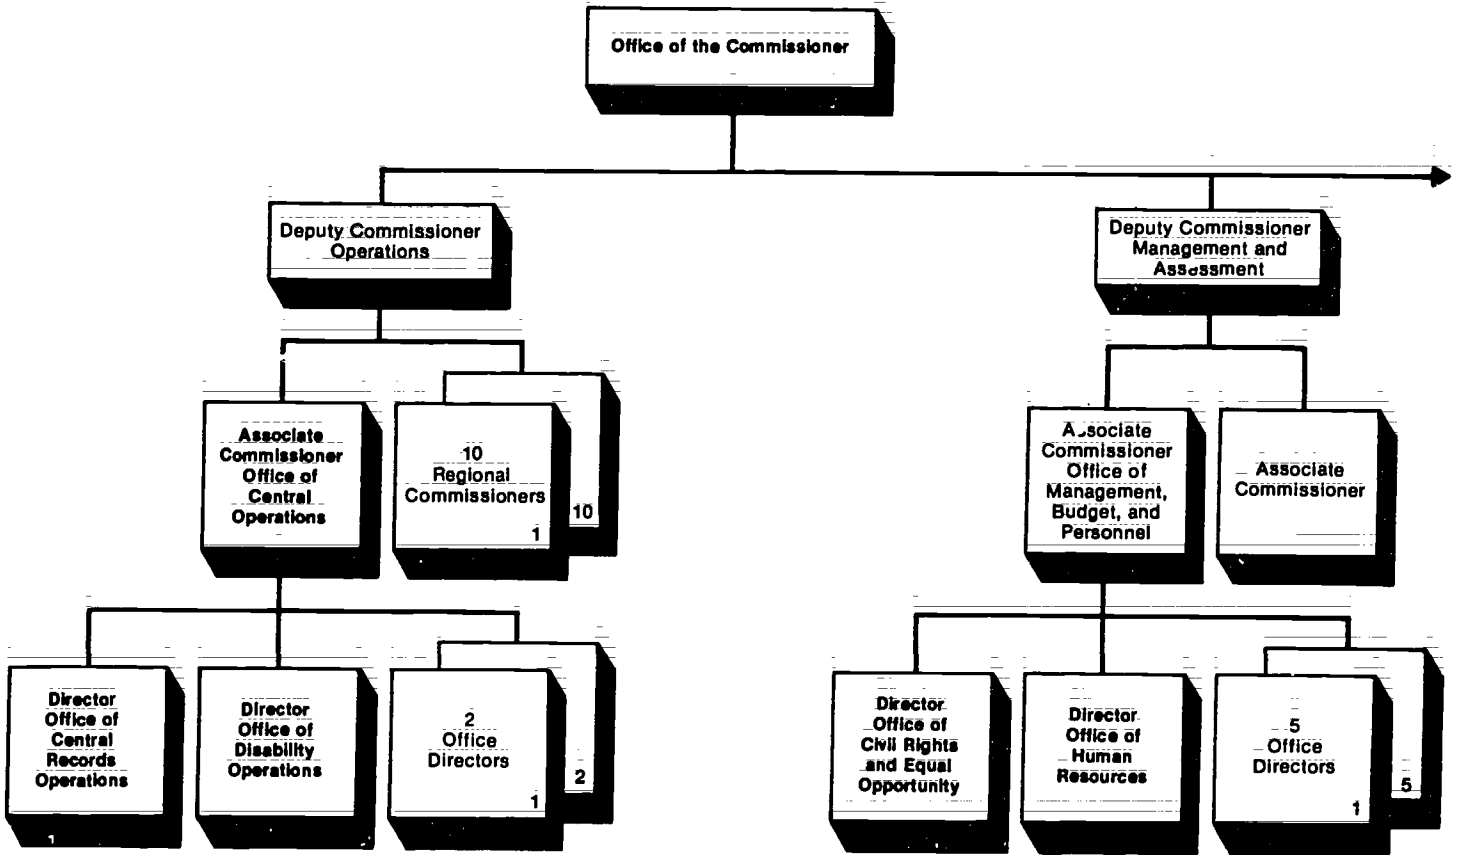 Office of the Commissioner
Deputy Commissioner
Operations
Deputy Commissioner
Management and
Assessment
Associate
Commissioner
Office of
Central
Operations
10
Regional
Commissioners
1
10
Associate
Commissioner
Office of
Management,
Budget, and
Personnel
Associate
Commissioner
Director
Office of
Central
Records
Operations
Director
Office of
Disability
Operations
2
Office
Directors
1
2
Director
Office of
Civil Rights
and Equal
Opportunity
Director
Office of
Human
Resources
5
Office
Directors
1
5